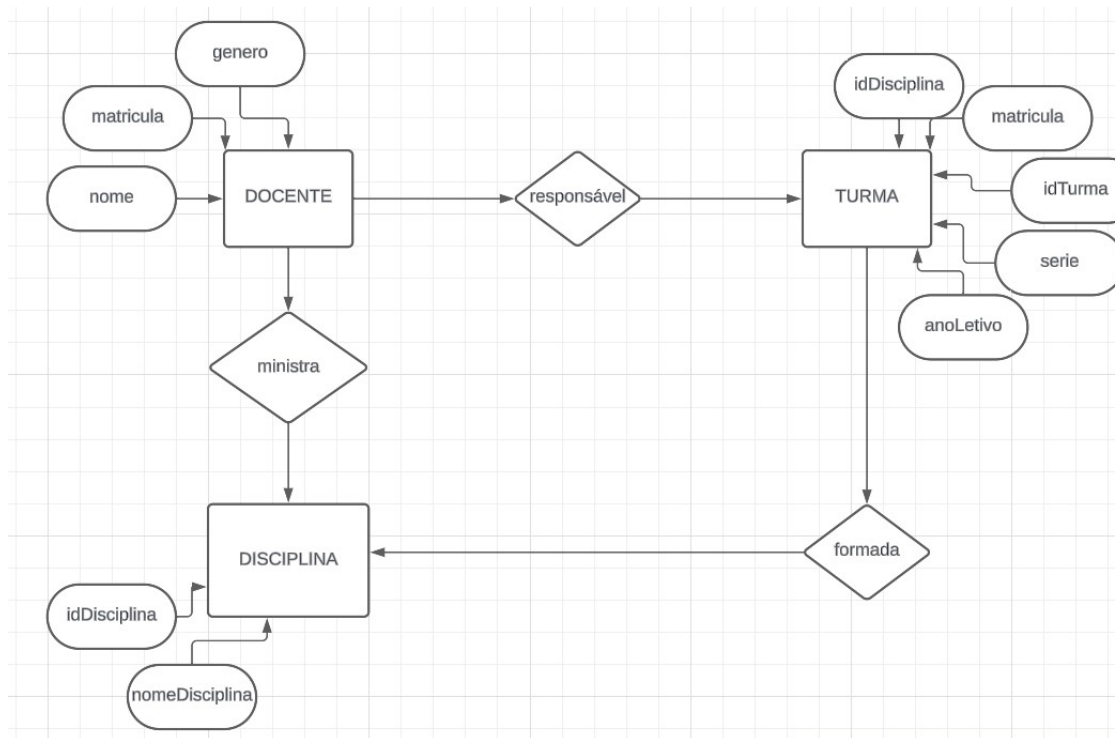 genero
idDisciplina
matricula
matricula
idTurma
nome
DOCENTE
responsável
TURMA
serie
anoLetivo
ministra
formada
DISCIPLINA
idDisciplina
nomeDisciplina